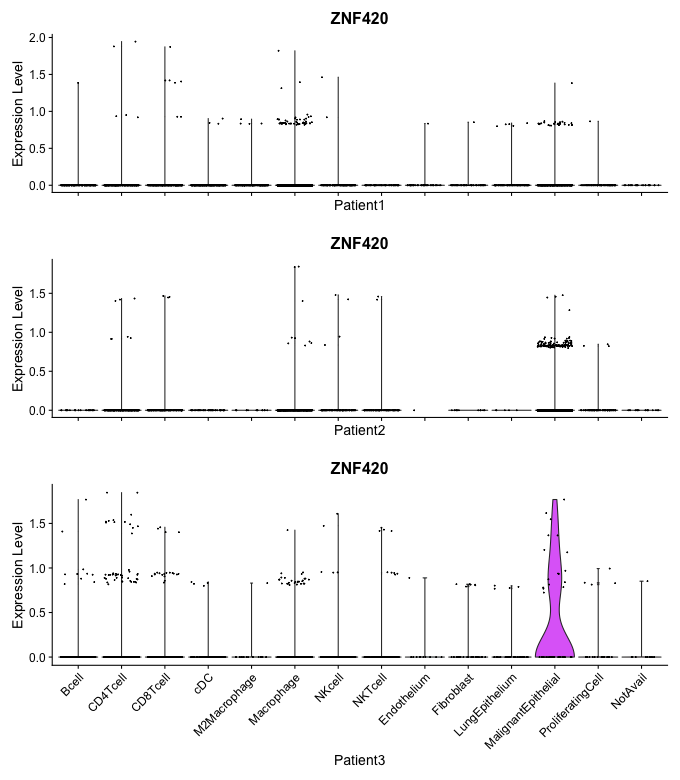 ZNF420
Expression Level
2.0
1.5
1.0
0.5
0.0
Patient1
ZNF420
Expression Level
1.5
1.0
0.5
0.0
Patient2
ZNF420
Expression Level
1.5
1.0
0.5
0.0
Bcell
CD4Tcell
CD8Tcell
cDC
M2Macrophage
Macrophage
NKcell
NKTcell
Endothelium
Fibroblast
LungEpithelium
MalignantEpithelial
ProliferatingCell
NotAvail
Patient3